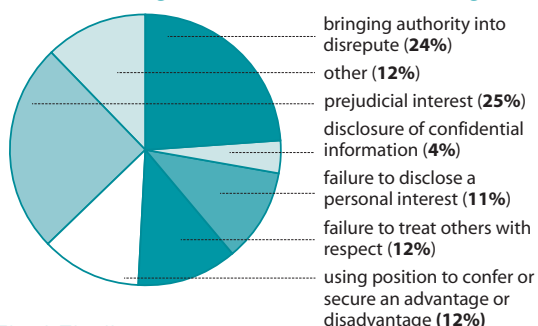 bringing authority into
disrepute (24%)
other (12%)
prejudicial interest (25%)
disclosure of confidential
information (4%)
failure to disclose a
personal interest (11%)
failure to treat others with
respect (12%)
using position to confer or
secure an advantage or
disadvantage (12%)